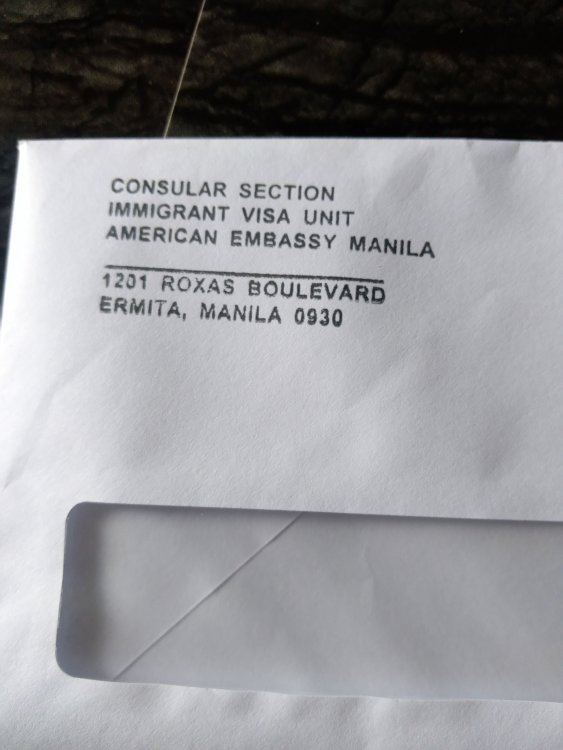 CONSULAR SECTION
IMMIGRANT VISA UNIT
AMERICAN EMBASSY MANILA
1201 ROXAS BOULEVARD
ERMITA, MANILA 0930